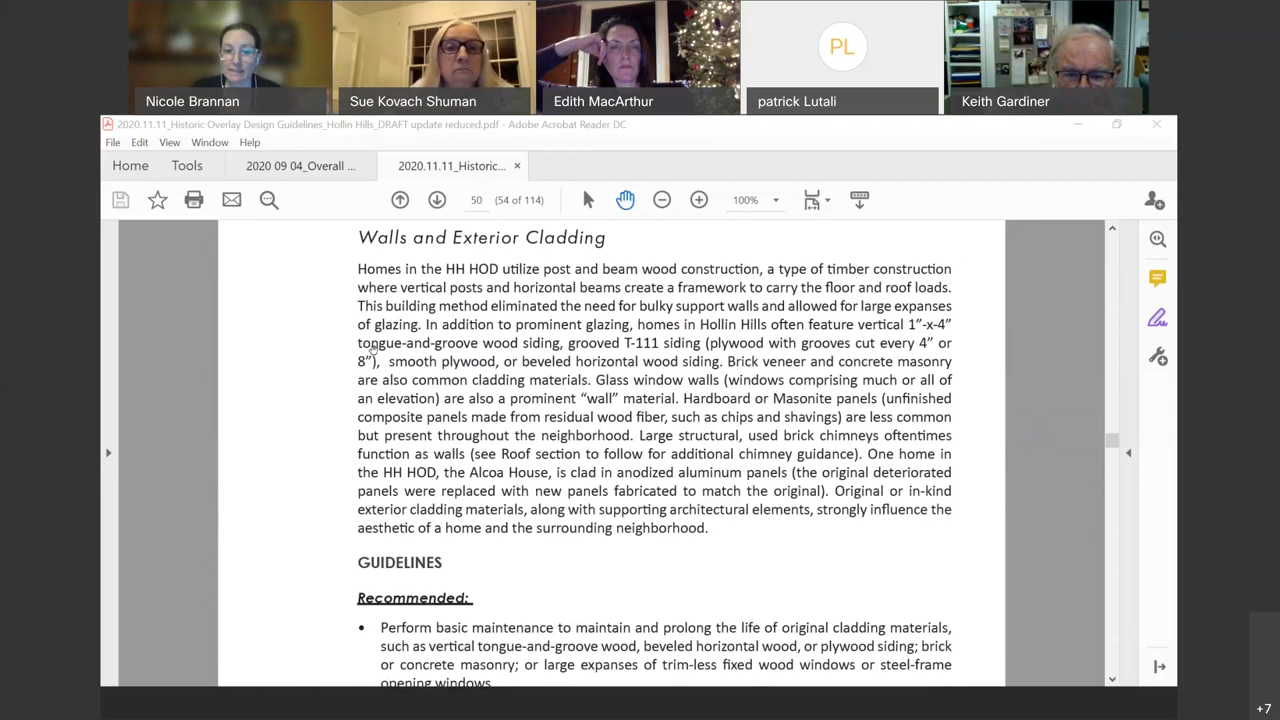 PL
Nicole Brannan
Sue Kovach Shuman
Edith MacArthur
patrick Lutali
Keith Gardiner
2020.11.11_Historic Overlay Design Guidelines_Hollin Hills_DRAFT update reduced.pdf - Adobe Acrobat Reader DC
File Edit View Window Help
Home Tools 2020 09 04_Overall ... 2020.11.11_Historic... ×
50 (54 of 114) 100%
Walls and Exterior Cladding
Homes in the HH HOD utilize post and beam wood construction, a type of timber construction
where vertical posts and horizontal beams create a framework to carry the floor and roof loads.
This building method eliminated the need for bulky support walls and allowed for large expanses
of glazing. In addition to prominent glazing, homes in Hollin Hills often feature vertical 1”-x-4”
tongue-and-groove wood siding, grooved T-111 siding (plywood with grooves cut every 4” or
8”), smooth plywood, or beveled horizontal wood siding. Brick veneer and concrete masonry
are also common cladding materials. Glass window walls (windows comprising much or all of
an elevation) are also a prominent “wall” material. Hardboard or Masonite panels (unfinished
composite panels made from residual wood fiber, such as chips and shavings) are less common
but present throughout the neighborhood. Large structural, used brick chimneys oftentimes
function as walls (see Roof section to follow for additional chimney guidance). One home in
the HH HOD, the Alcoa House, is clad in anodized aluminum panels (the original deteriorated
panels were replaced with new panels fabricated to match the original). Original or in-kind
exterior cladding materials, along with supporting architectural elements, strongly influence the
aesthetic of a home and the surrounding neighborhood.
GUIDELINES
Recommended:
• Perform basic maintenance to maintain and prolong the life of original cladding materials,
such as vertical tongue-and-groove wood, beveled horizontal wood, or plywood siding; brick
or concrete masonry; or large expanses of trim-less fixed wood windows or steel-frame
opening windows
+7